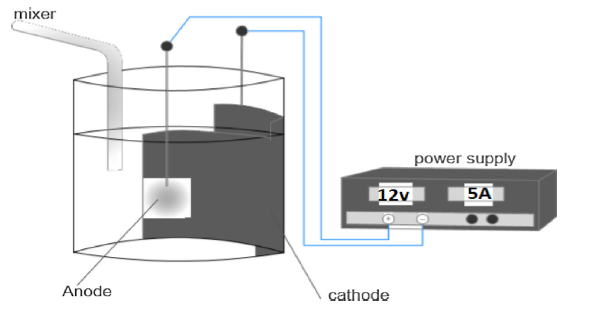 mixer
power supply
12v 5A
+ −
Anode
cathode